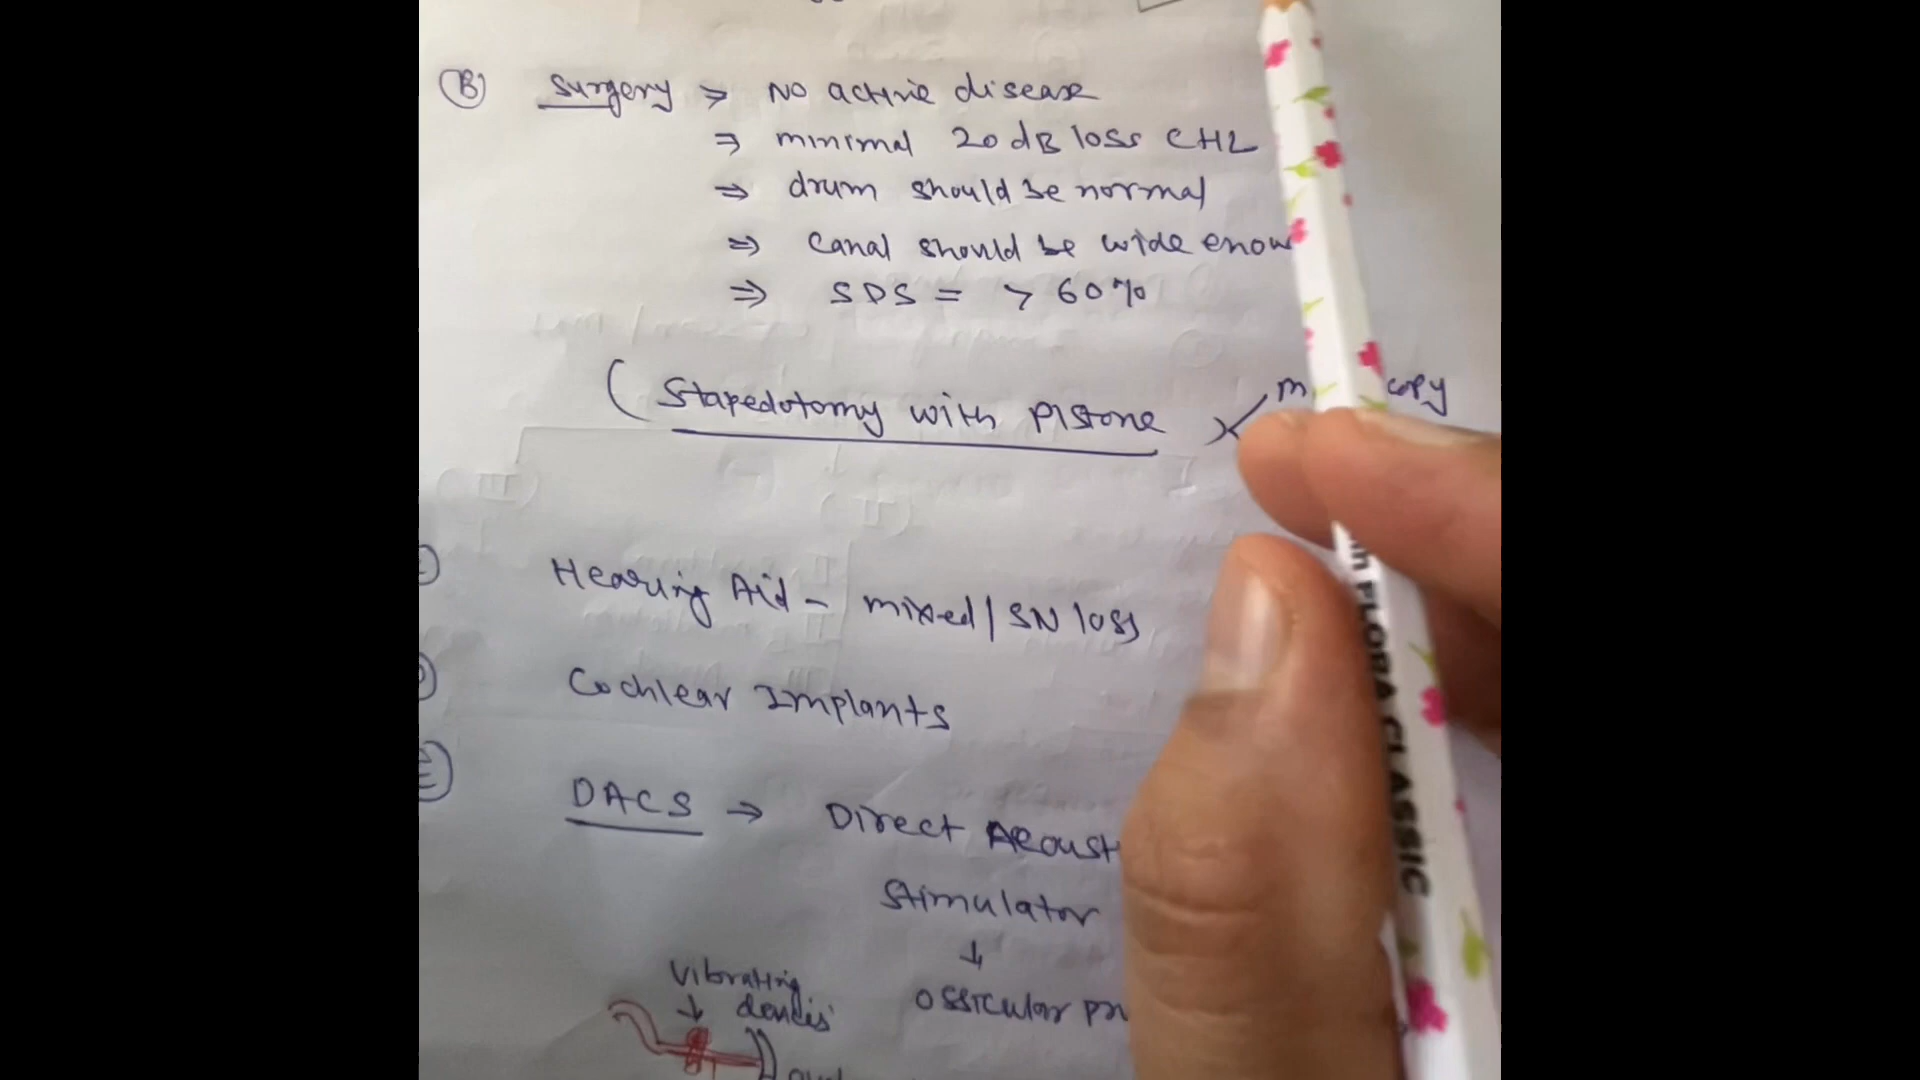 B surgery > NO active disease
⇒ minimal 20 dB loss CHL
⇒ drum should be normal
⇒ Canal should be wide enou
⇒ SDS = > 60%
( Stapedotomy with Pistone
m copy
Hearing Aid - mixed / SN loss
Cochlear Implants
E DACS → Direct Acoust
Stimulator
↓
Vibrating
↓
ossicular pr
FLORA CLASSIC